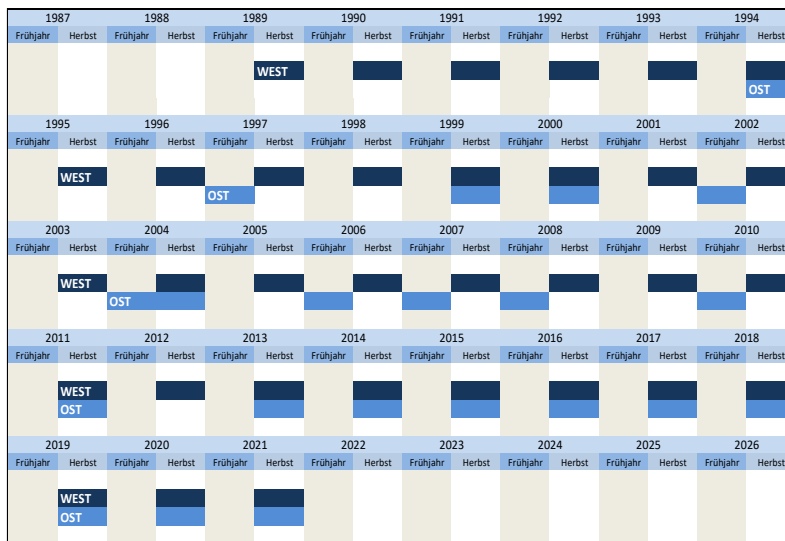 1987 1988 1989 1990 1991 1992 1993 1994
Frühjahr Herbst Frühjahr Herbst Frühjahr Herbst Frühjahr Herbst Frühjahr Herbst Frühjahr Herbst Frühjahr Herbst Frühjahr Herbst
WEST
OST
1995 1996 1997 1998 1999 2000 2001 2002
Frühjahr Herbst Frühjahr Herbst Frühjahr Herbst Frühjahr Herbst Frühjahr Herbst Frühjahr Herbst Frühjahr Herbst Frühjahr Herbst
WEST
OST
2003 2004 2005 2006 2007 2008 2009 2010
Frühjahr Herbst Frühjahr Herbst Frühjahr Herbst Frühjahr Herbst Frühjahr Herbst Frühjahr Herbst Frühjahr Herbst Frühjahr Herbst
WEST
OST
2011 2012 2013 2014 2015 2016 2017 2018
Frühjahr Herbst Frühjahr Herbst Frühjahr Herbst Frühjahr Herbst Frühjahr Herbst Frühjahr Herbst Frühjahr Herbst Frühjahr Herbst
WEST
OST
2019 2020 2021 2022 2023 2024 2025 2026
Frühjahr Herbst Frühjahr Herbst Frühjahr Herbst Frühjahr Herbst Frühjahr Herbst Frühjahr Herbst Frühjahr Herbst Frühjahr Herbst
WEST
OST